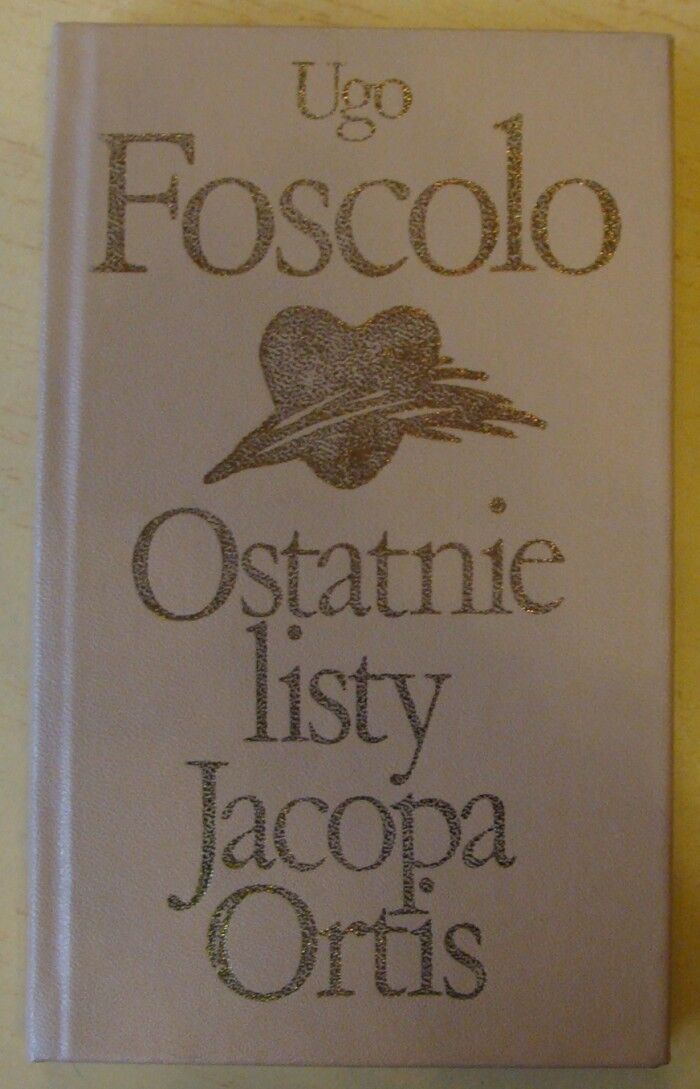 Ugo
Foscolo
Ostatnie
listy
Jacopa
Ortis